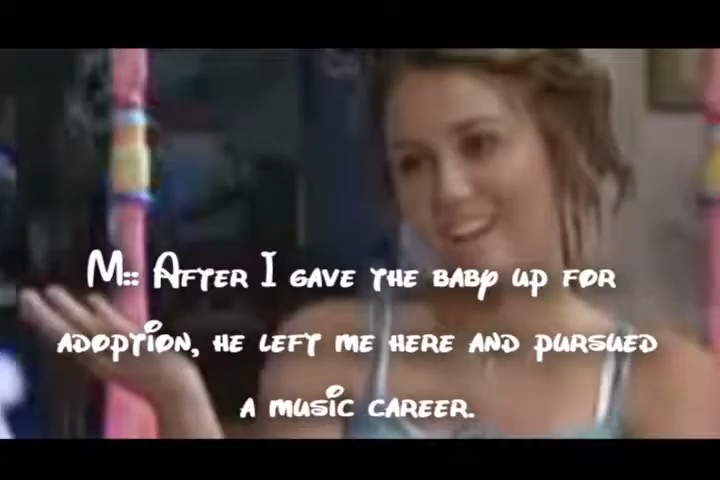 M:: After I gave the baby up for
adoption, he left me here and pursued
a music career.